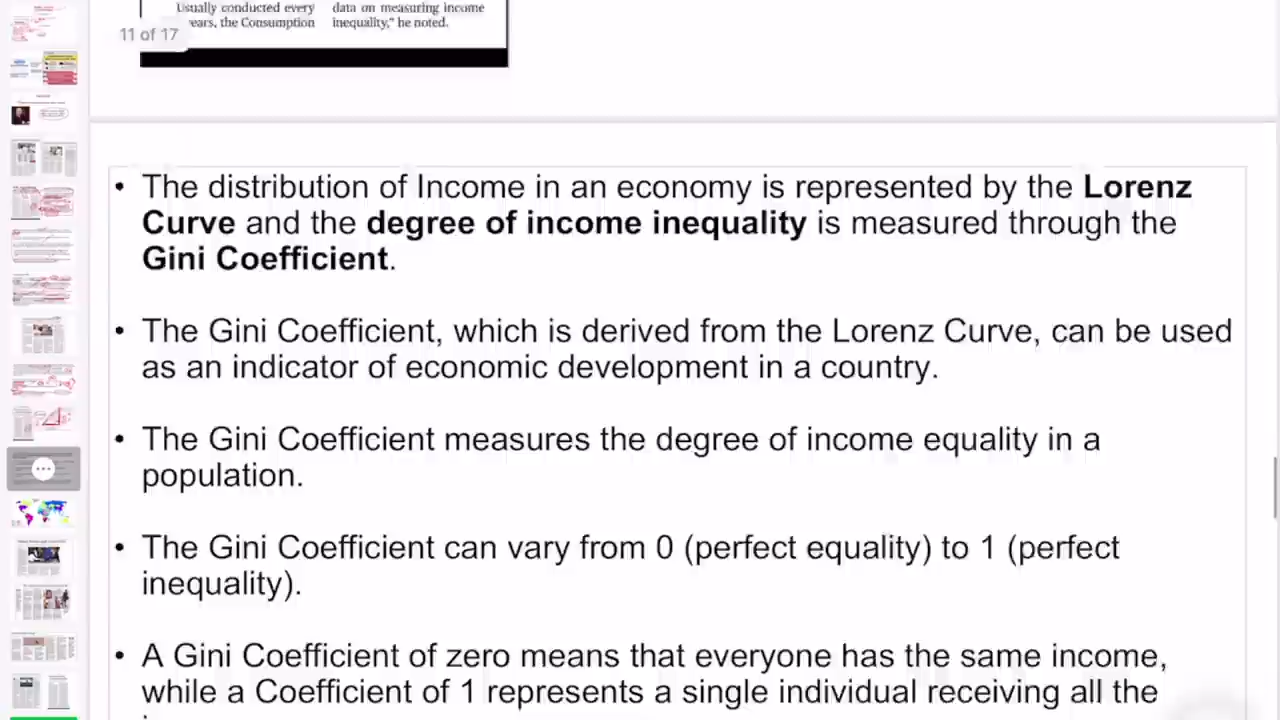 Usually conducted every
years, the Consumption
data on measuring income
inequality," he noted.
11 of 17
• The distribution of Income in an economy is represented by the Lorenz
Curve and the degree of income inequality is measured through the
Gini Coefficient.
• The Gini Coefficient, which is derived from the Lorenz Curve, can be used
as an indicator of economic development in a country.
• The Gini Coefficient measures the degree of income equality in a
population.
• The Gini Coefficient can vary from 0 (perfect equality) to 1 (perfect
inequality).
• A Gini Coefficient of zero means that everyone has the same income,
while a Coefficient of 1 represents a single individual receiving all the